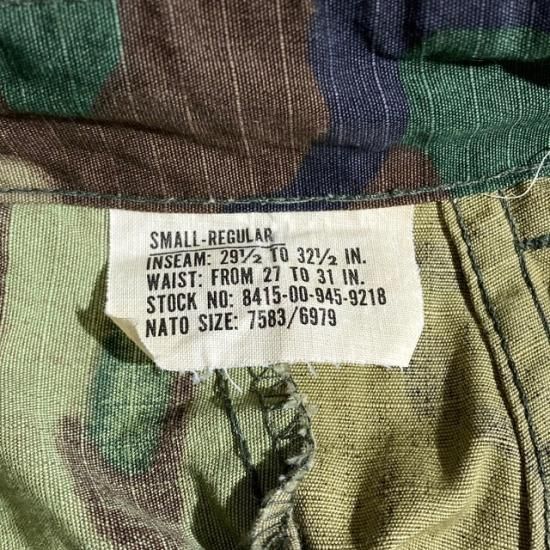 SMALL-REGULAR
INSEAM: 29½ TO 32½ IN.
WAIST: FROM 27 TO 31 IN.
STOCK NO: 8415-00-945-9218
NATO SIZE: 7583/6979